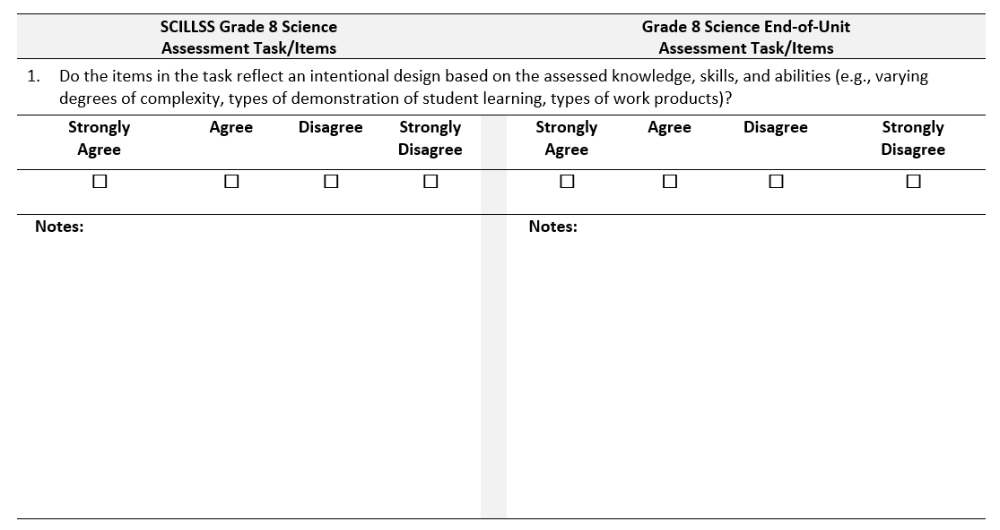 SCILLSS Grade 8 Science
Assessment Task/Items
Grade 8 Science End-of-Unit
Assessment Task/Items
1. Do the items in the task reflect an intentional design based on the assessed knowledge, skills, and abilities (e.g., varying
degrees of complexity, types of demonstration of student learning, types of work products)?
Strongly Agree Agree Disagree Strongly Disagree
Strongly Agree Agree Disagree Strongly Disagree
☐ ☐ ☐ ☐ ☐ ☐ ☐ ☐
Notes:
Notes: